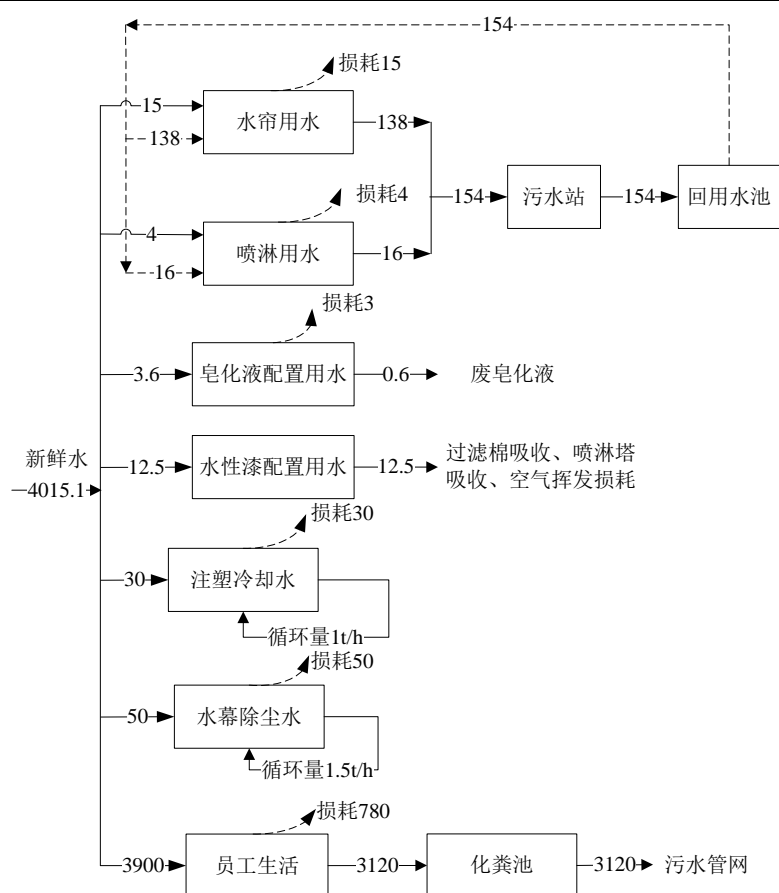 154
损耗15
15
水帘用水
138
138
损耗4
154
污水站
154
回用水池
4
喷淋用水
16
16
损耗3
3.6
皂化液配置用水
0.6
废皂化液
新鲜水
4015.1
12.5
水性漆配置用水
12.5
过滤棉吸收、喷淋塔
吸收、空气挥发损耗
损耗30
30
注塑冷却水
循环量1t/h
损耗50
50
水幕除尘水
循环量1.5t/h
损耗780
3900
员工生活
3120
化粪池
3120
污水管网